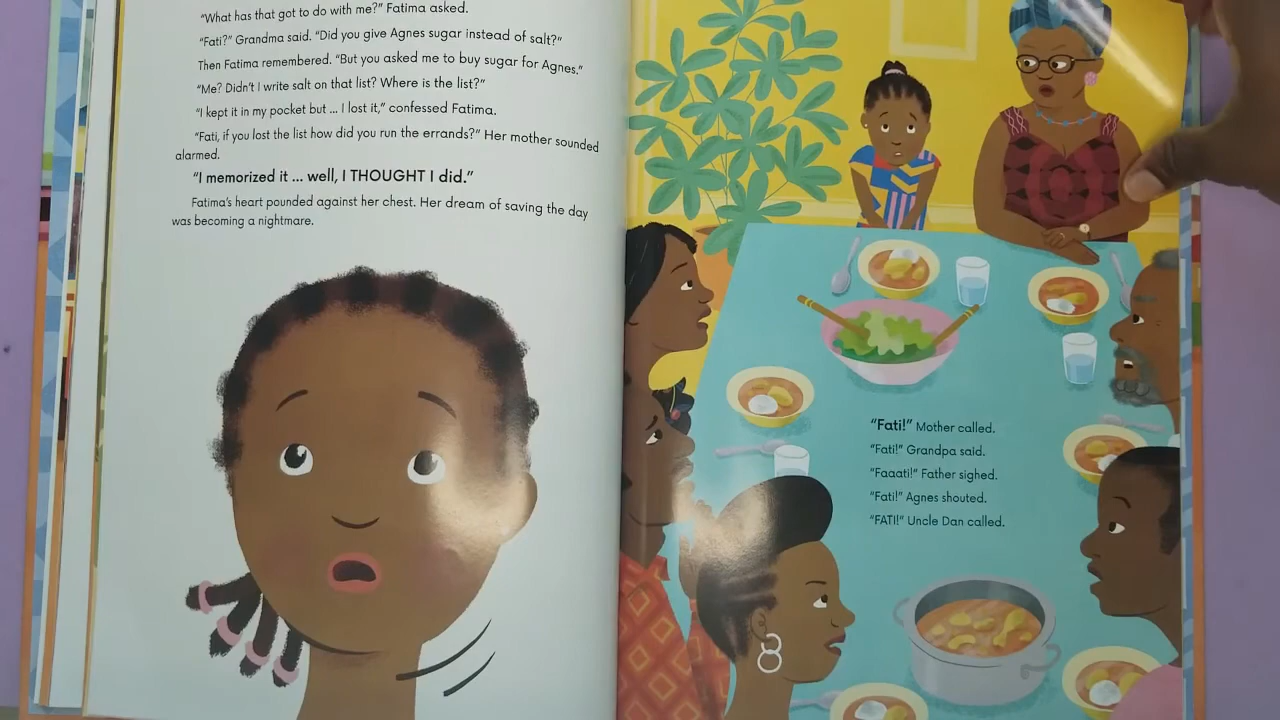 "What has that got to do with me?" Fatima asked.
"Fati?" Grandma said. "Did you give Agnes sugar instead of salt?"
Then Fatima remembered. "But you asked me to buy sugar for Agnes."
"Me? Didn't I write salt on that list? Where is the list?"
"I kept it in my pocket but ... I lost it," confessed Fatima.
"Fati, if you lost the list how did you run the errands?" Her mother sounded
alarmed.
"I memorized it ... well, I THOUGHT I did."
Fatima's heart pounded against her chest. Her dream of saving the day
was becoming a nightmare.
"Fati!" Mother called.
"Fati!" Grandpa said.
"Faaati!" Father sighed.
"Fati!" Agnes shouted.
"FATI!" Uncle Dan called.